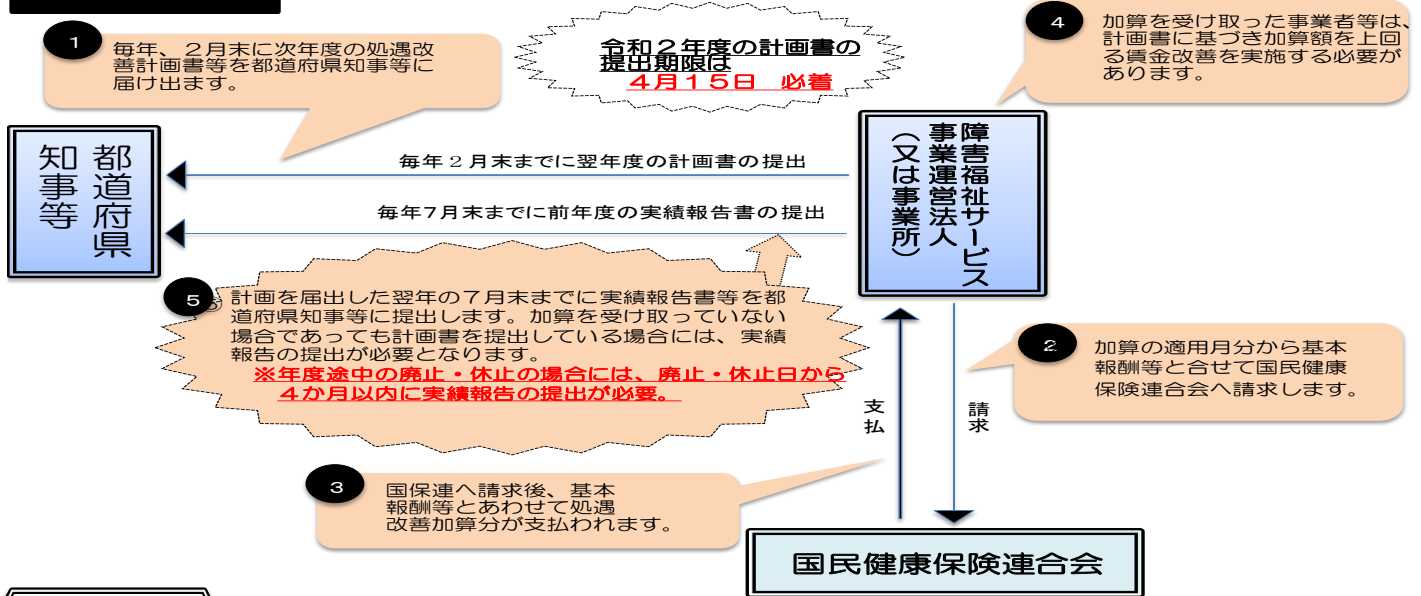 1
毎年、２月末に次年度の処遇改
善計画書等を都道府県知事等に
届け出ます。
令和２年度の計画書の
提出期限は
４月１５日　必着
4
加算を受け取った事業者等は、
計画書に基づき加算額を上回
る賃金改善を実施する必要が
あります。
都道府県
知事等
毎年２月末までに翌年度の計画書の提出
毎年7月末までに前年度の実績報告書の提出
障害福祉サービス
事業運営法人
（又は事業所）
5
計画を届出した翌年の７月末までに実績報告書等を都
道府県知事等に提出します。加算を受け取っていない
場合であっても計画書を提出している場合には、実績
報告の提出が必要となります。
※年度途中の廃止・休止の場合には、廃止・休止日から
４か月以内に実績報告の提出が必要。
支払
請求
2
加算の適用月分から基本
報酬等と合せて国民健康
保険連合会へ請求します。
3
国保連へ請求後、基本
報酬等とあわせて処遇
改善加算分が支払われます。
国民健康保険連合会